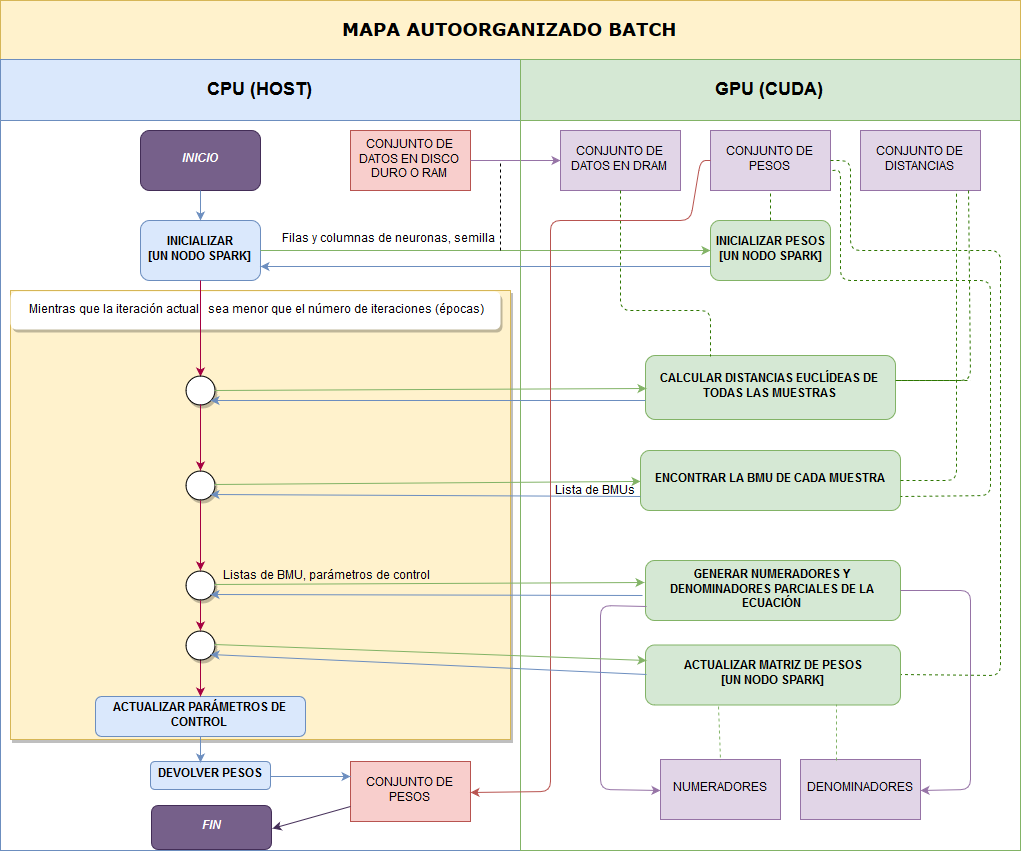 MAPA AUTOORGANIZADO BATCH
CPU (HOST)
GPU (CUDA)
INICIO
CONJUNTO DE
DATOS EN DISCO
DURO O RAM
CONJUNTO DE
DATOS EN DRAM
CONJUNTO DE
PESOS
CONJUNTO DE
DISTANCIAS
INICIALIZAR
[UN NODO SPARK]
Filas y columnas de neuronas, semilla
INICIALIZAR PESOS
[UN NODO SPARK]
Mientras que la iteración actual sea menor que el número de iteraciones (épocas)
CALCULAR DISTANCIAS EUCLÍDEAS DE
TODAS LAS MUESTRAS
ENCONTRAR LA BMU DE CADA MUESTRA
Lista de BMUs
Listas de BMU, parámetros de control
GENERAR NUMERADORES Y
DENOMINADORES PARCIALES DE LA
ECUACIÓN
ACTUALIZAR MATRIZ DE PESOS
[UN NODO SPARK]
ACTUALIZAR PARÁMETROS DE
CONTROL
DEVOLVER PESOS
CONJUNTO DE
PESOS
NUMERADORES
DENOMINADORES
FIN